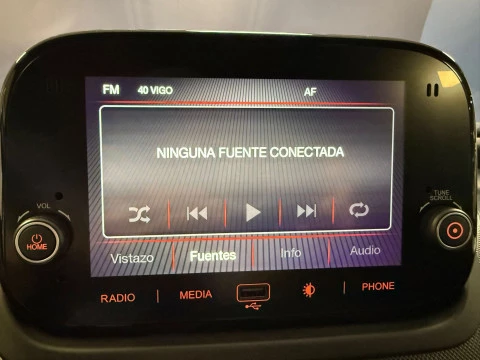 FM 40 VIGO AF
NINGUNA FUENTE CONECTADA
VOL
HOME
TUNE
SCROLL
Vistazo Fuentes Info Audio
RADIO MEDIA PHONE